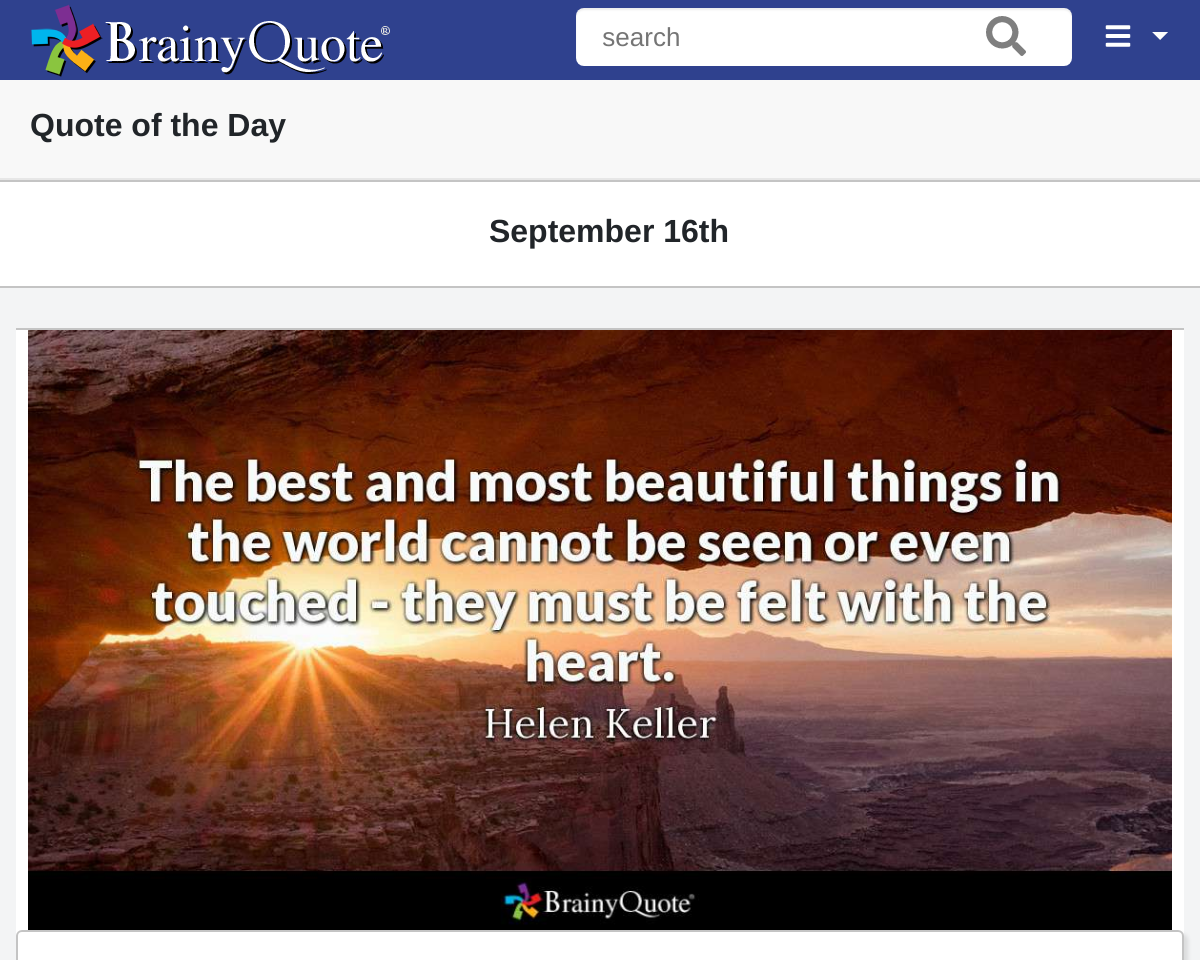 BrainyQuote®
search
Quote of the Day
September 16th
The best and most beautiful things in
the world cannot be seen or even
touched - they must be felt with the
heart.
Helen Keller
BrainyQuote®